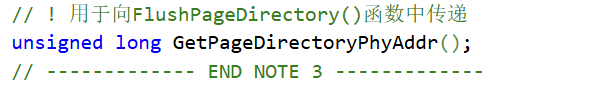 // ! 用于向FlushPageDirectory()函数中传递
unsigned long GetPageDirectoryPhyAddr();
// ------------- END NOTE 3 -------------